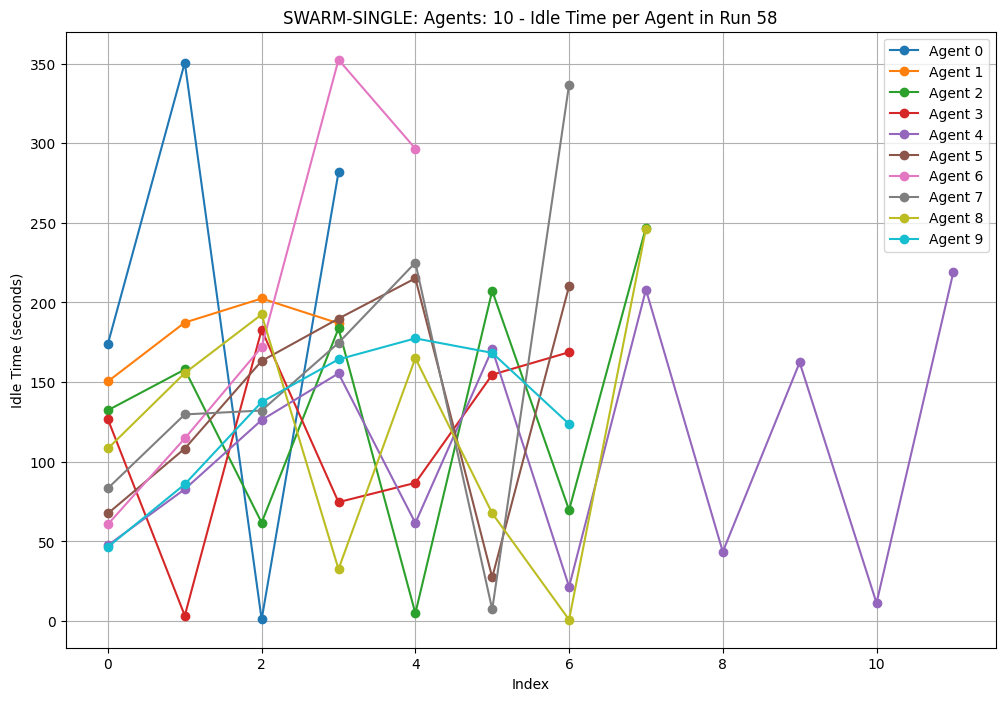 SWARM-SINGLE: Agents: 10 - Idle Time per Agent in Run 58
Idle Time (seconds)
350
300
250
200
150
100
50
0
0
2
4
6
8
10
Index
Agent 0
Agent 1
Agent 2
Agent 3
Agent 4
Agent 5
Agent 6
Agent 7
Agent 8
Agent 9